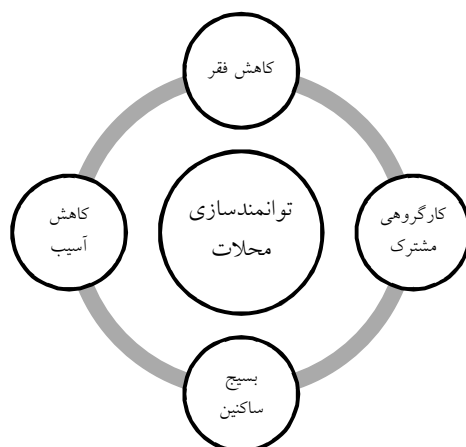 کاهش فقر
توانمندسازی
محلات
کارگروهی
مشترک
کاهش
آسیب
بسیج
ساکنین